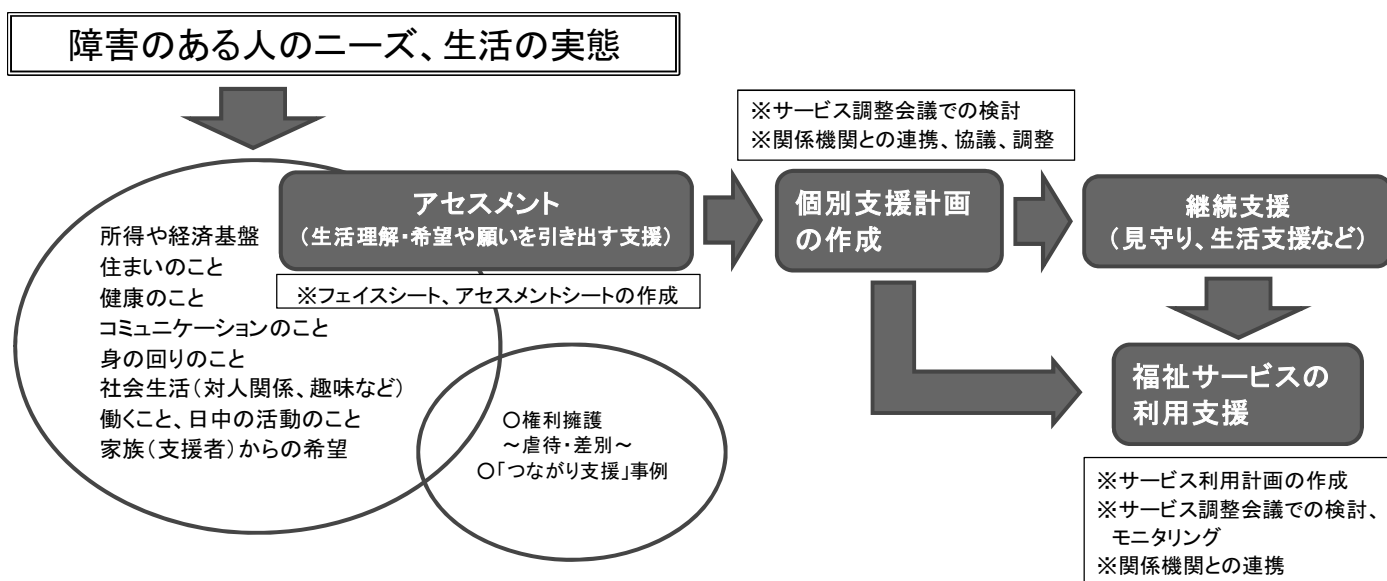 障害のある人のニーズ、生活の実態
※サービス調整会議での検討
※関係機関との連携、協議、調整
アセスメント
（生活理解・希望や願いを引き出す支援）
※フェイスシート、アセスメントシートの作成
個別支援計画
の作成
継続支援
（見守り、生活支援など）
所得や経済基盤
住まいのこと
健康のこと
コミュニケーションのこと
身の回りのこと
社会生活（対人関係、趣味など）
働くこと、日中の活動のこと
家族（支援者）からの希望
○権利擁護
～虐待・差別～
○「つながり支援」事例
福祉サービスの
利用支援
※サービス利用計画の作成
※サービス調整会議での検討、
モニタリング
※関係機関との連携